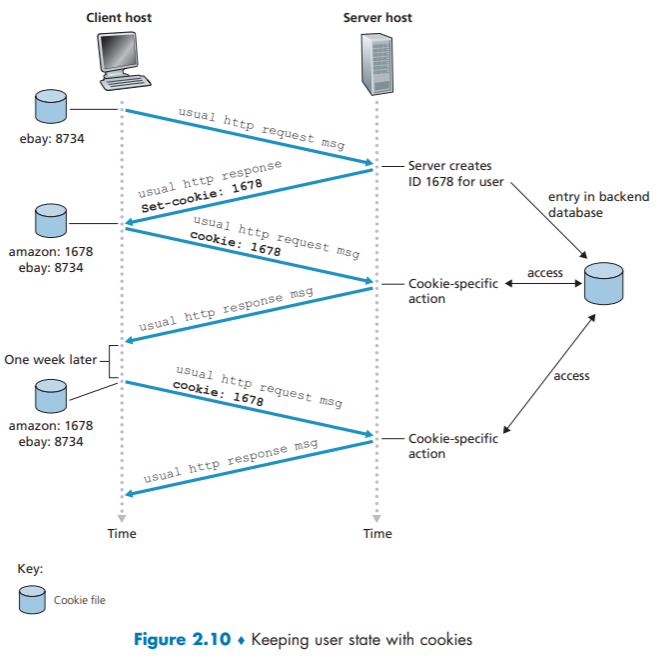 Client host
Server host
usual http request msg
ebay: 8734
Server creates
ID 1678 for user
usual http response
Set-cookie: 1678
entry in backend
database
usual http request msg
cookie: 1678
amazon: 1678
ebay: 8734
Cookie-specific
action
access
usual http response msg
One week later
usual http request msg
cookie: 1678
access
amazon: 1678
ebay: 8734
Cookie-specific
action
usual http response msg
Time
Time
Key:
Cookie file
Figure 2.10 ♦ Keeping user state with cookies